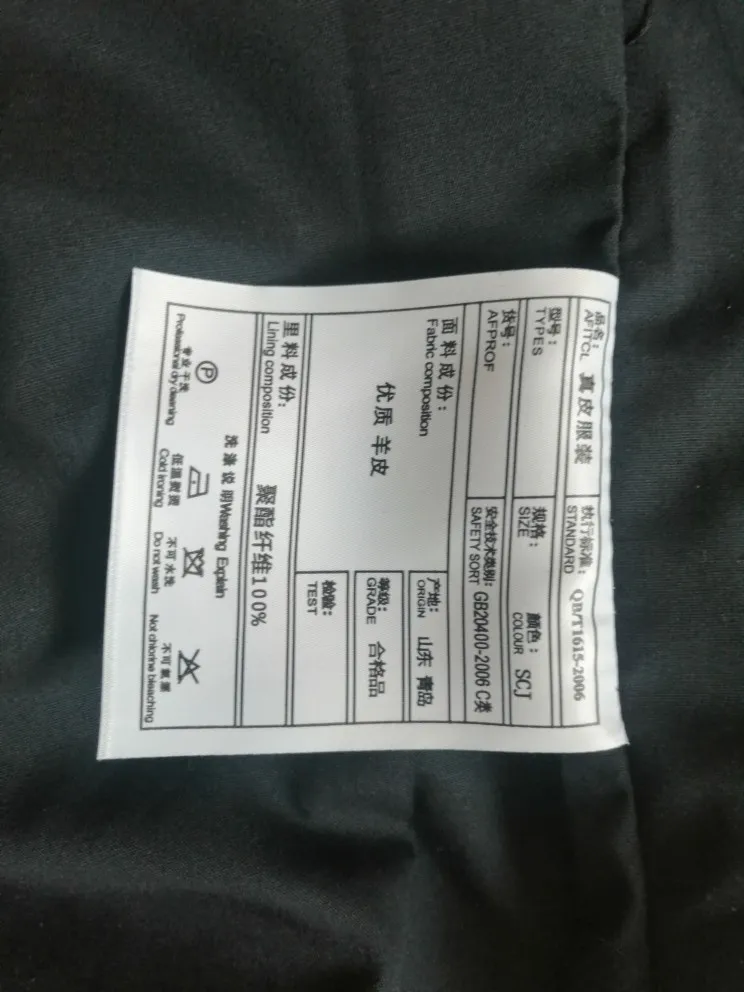 品名: 真皮服装
AFITCL
执行标准: QB/T1615-2006
STANDARD
型号:
TYPES
规格:
SIZE
颜色: SCJ
COLOUR
货号:
AFPROF
安全技术类别: GB20400-2006 C类
SAFETY SORT
面料成份:
Fabric composition
优质 羊皮
产地: 山东 青岛
ORIGIN
等级: 合格品
GRADE
检验:
TEST
里料成份: 聚酯纤维100%
Lining composition
洗涤说明Washing Explain
P
专业干洗 低温熨烫 不可水洗 不可氯漂
Professional dry cleaning Cold ironing Do not wash Not chlorine bleaching